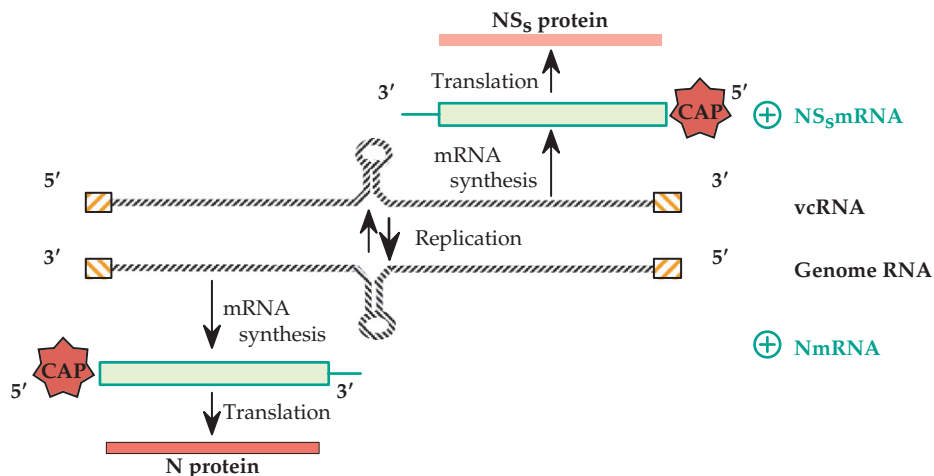 NSs protein
Translation
3′
CAP
5′
⊕ NSsmRNA
mRNA
synthesis
5′
3′
vcRNA
Replication
3′
5′
Genome RNA
mRNA
synthesis
⊕ NmRNA
5′
CAP
3′
Translation
N protein